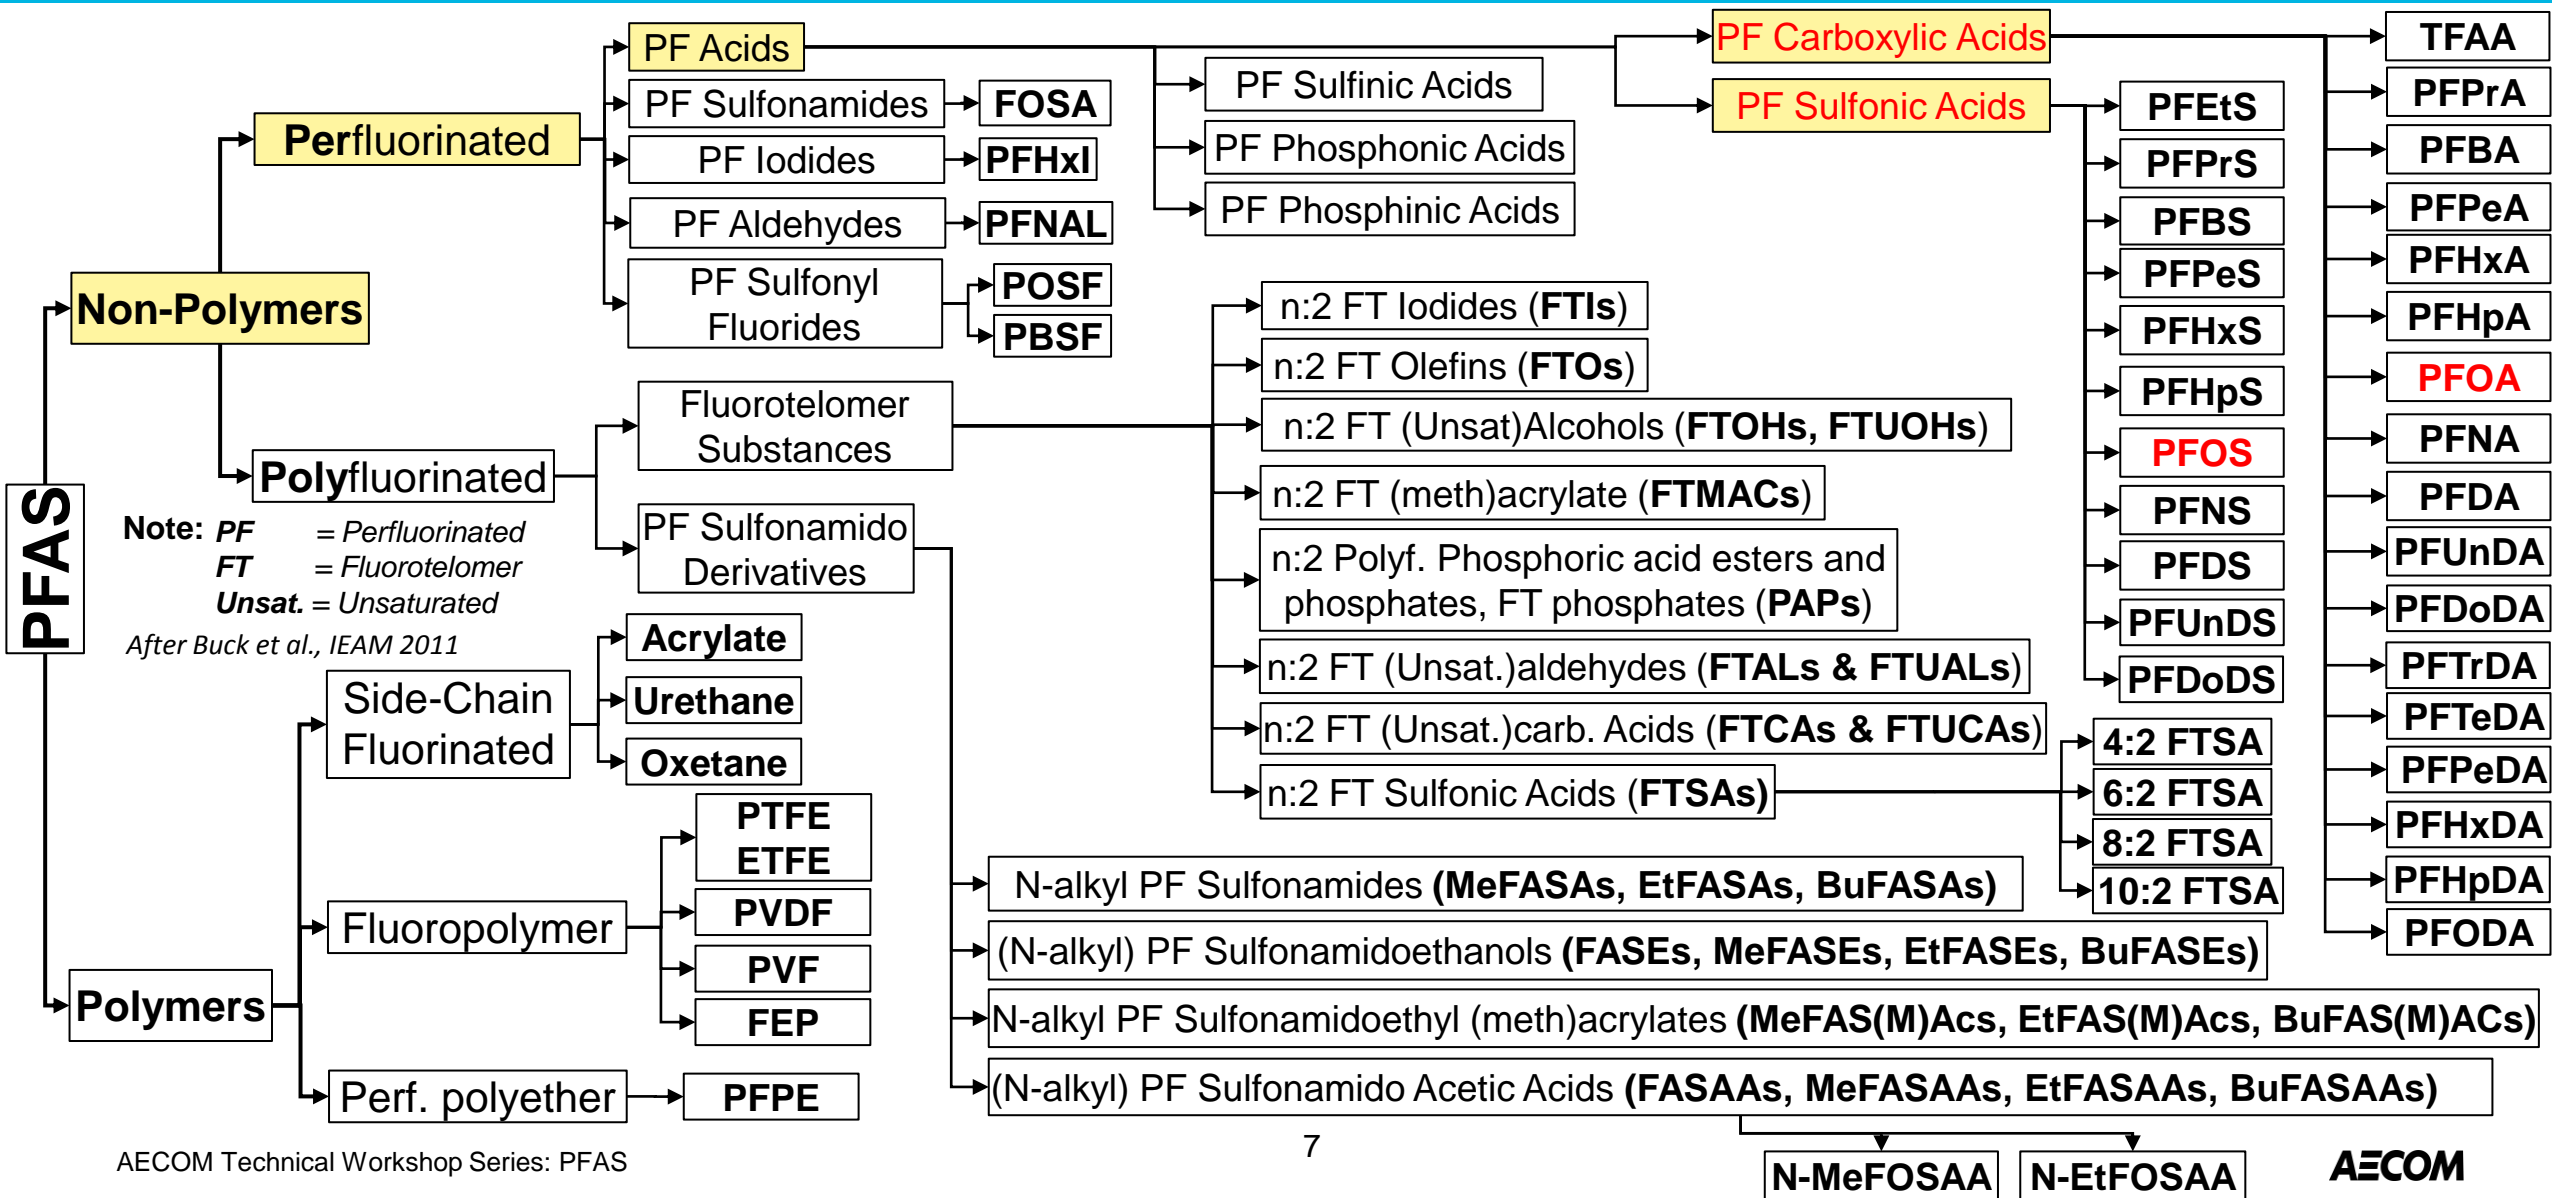 PFAS
Non-Polymers
Polymers
Perfluorinated
Polyfluorinated
Note: PF = Perfluorinated
FT = Fluorotelomer
Unsat. = Unsaturated
After Buck et al., IEAM 2011
PF Acids
PF Sulfonamides
FOSA
PF Iodides
PFHxI
PF Aldehydes
PFNAL
PF Sulfonyl
Fluorides
POSF
PBSF
PF Sulfinic Acids
PF Phosphonic Acids
PF Phosphinic Acids
PF Carboxylic Acids
PF Sulfonic Acids
PFEtS
PFPrS
PFBS
PFPeS
PFHxS
PFHpS
PFOS
PFNS
PFDS
PFUnDS
PFDoDS
TFAA
PFPrA
PFBA
PFPeA
PFHxA
PFHpA
PFOA
PFNA
PFDA
PFUnDA
PFDoDA
PFTrDA
PFTeDA
PFPeDA
PFHxDA
PFHpDA
PFODA
Fluorotelomer
Substances
PF Sulfonamido
Derivatives
n:2 FT Iodides (FTIs)
n:2 FT Olefins (FTOs)
n:2 FT (Unsat)Alcohols (FTOHs, FTUOHs)
n:2 FT (meth)acrylate (FTMACs)
n:2 Polyf. Phosphoric acid esters and
phosphates, FT phosphates (PAPs)
n:2 FT (Unsat.)aldehydes (FTALs & FTUALs)
n:2 FT (Unsat.)carb. Acids (FTCAs & FTUCAs)
n:2 FT Sulfonic Acids (FTSAs)
4:2 FTSA
6:2 FTSA
8:2 FTSA
10:2 FTSA
N-alkyl PF Sulfonamides (MeFASAs, EtFASAs, BuFASAs)
(N-alkyl) PF Sulfonamidoethanols (FASEs, MeFASEs, EtFASEs, BuFASEs)
N-alkyl PF Sulfonamidoethyl (meth)acrylates (MeFAS(M)Acs, EtFAS(M)Acs, BuFAS(M)ACs)
(N-alkyl) PF Sulfonamido Acetic Acids (FASAAs, MeFASAAs, EtFASAAs, BuFASAAs)
N-MeFOSAA
N-EtFOSAA
Side-Chain
Fluorinated
Acrylate
Urethane
Oxetane
Fluoropolymer
PTFE
ETFE
PVDF
PVF
FEP
Perf. polyether
PFPE
AECOM Technical Workshop Series: PFAS
7
AECOM